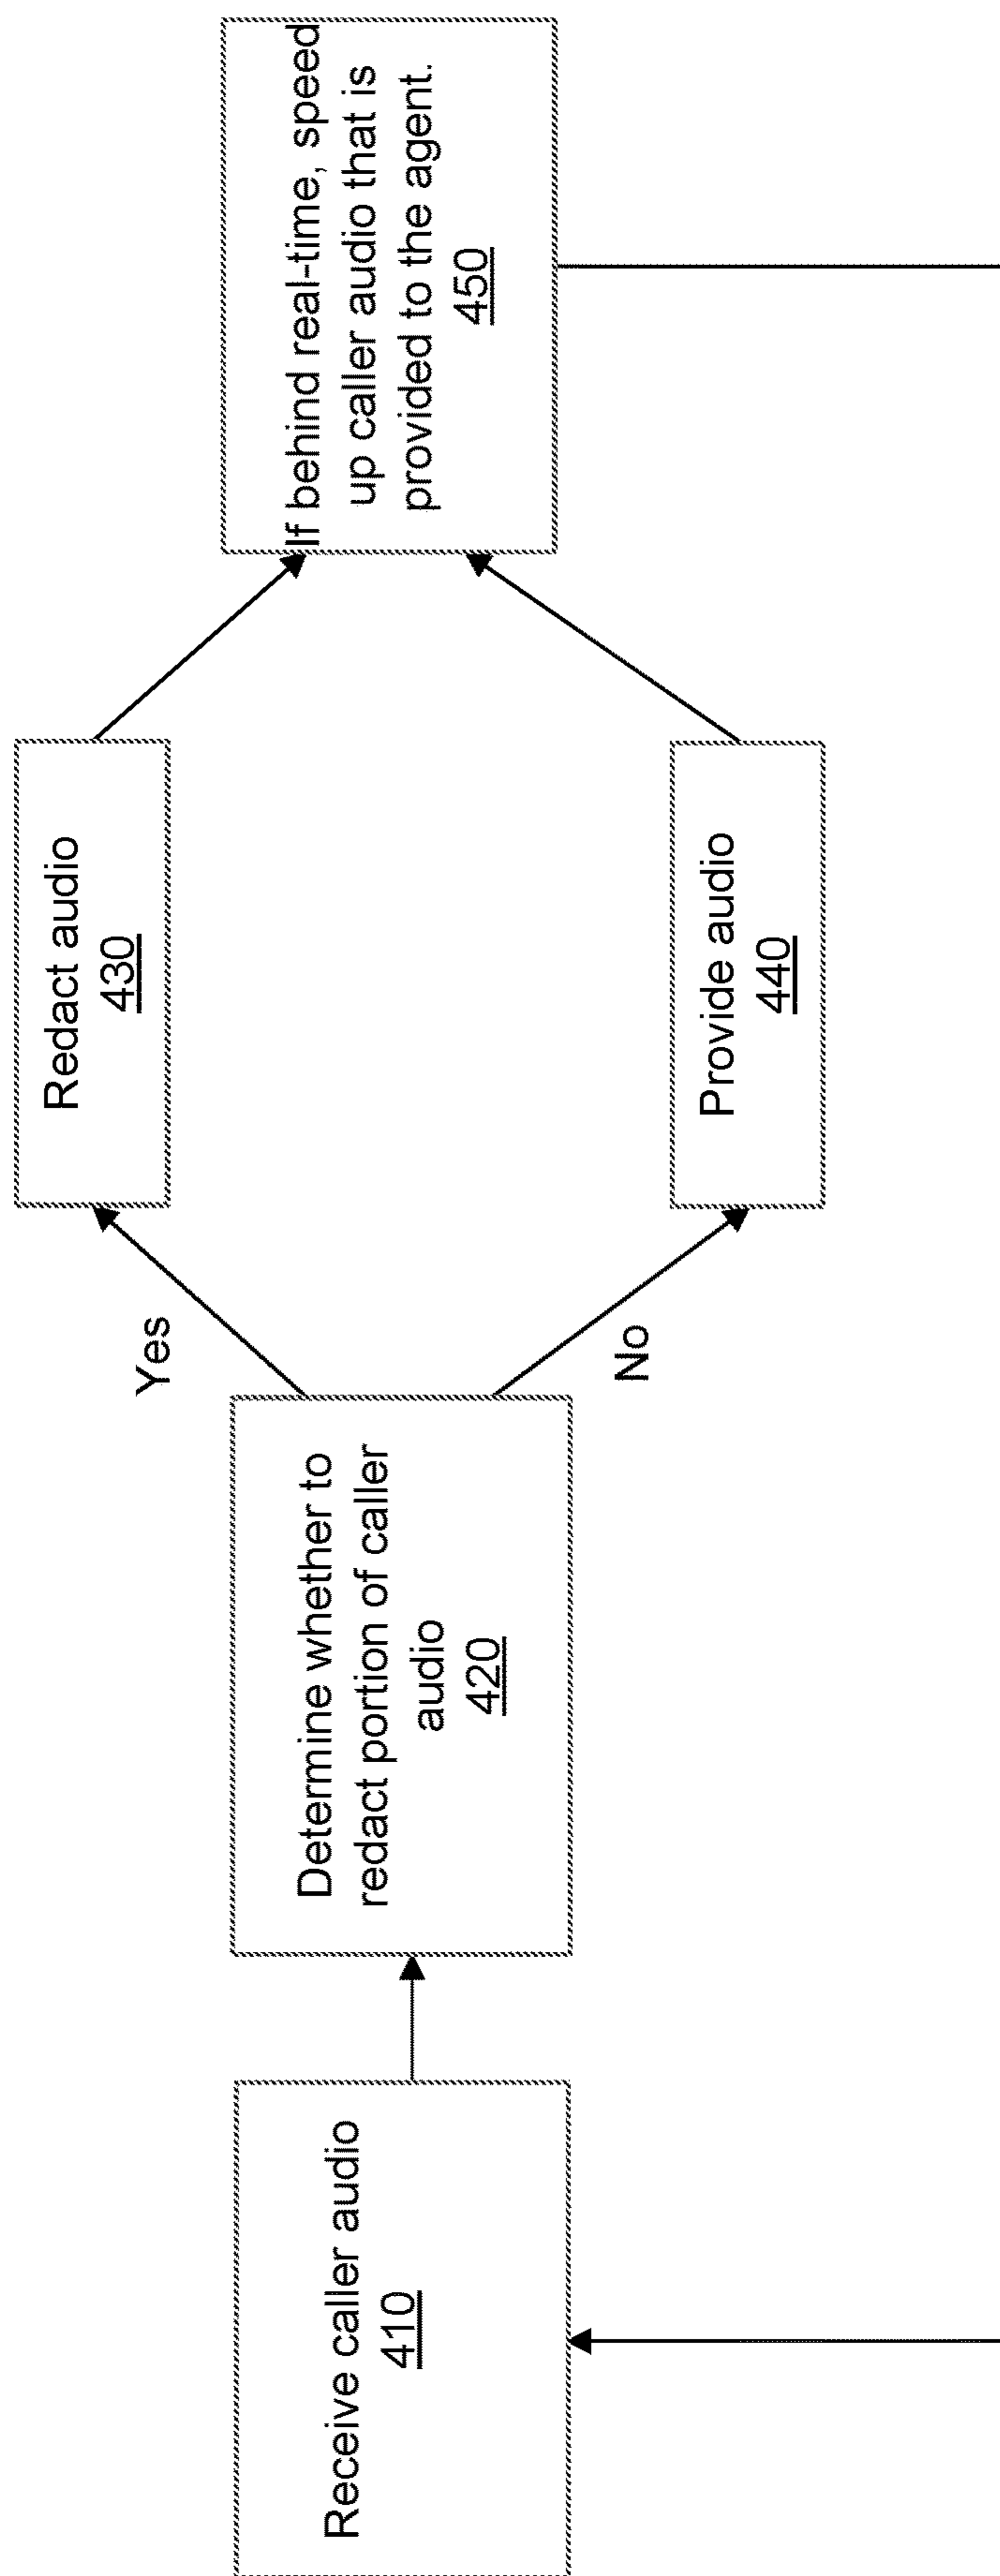 Receive caller audio
410
Determine whether to
redact portion of caller
audio
420
Yes
No
Redact audio
430
Provide audio
440
If behind real-time, speed
up caller audio that is
provided to the agent.
450